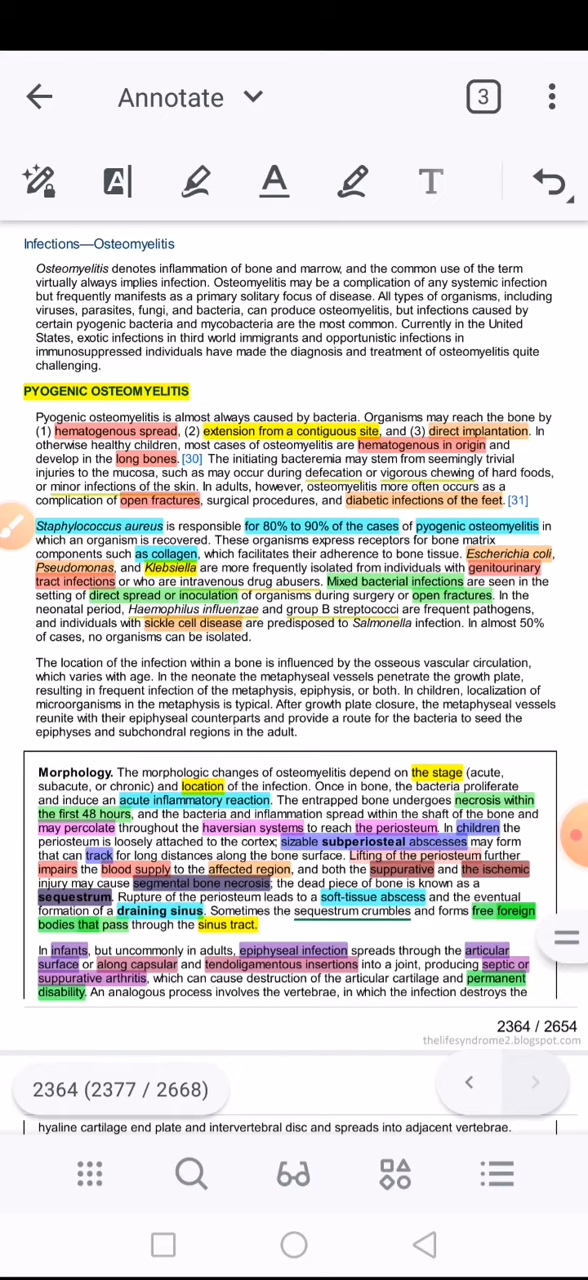 Annotate
3
A
A
T
Infections—Osteomyelitis
Osteomyelitis denotes inflammation of bone and marrow, and the common use of the term
virtually always implies infection. Osteomyelitis may be a complication of any systemic infection
but frequently manifests as a primary solitary focus of disease. All types of organisms, including
viruses, parasites, fungi, and bacteria, can produce osteomyelitis, but infections caused by
certain pyogenic bacteria and mycobacteria are the most common. Currently in the United
States, exotic infections in third world immigrants and opportunistic infections in
immunosuppressed individuals have made the diagnosis and treatment of osteomyelitis quite
challenging.
PYOGENIC OSTEOMYELITIS
Pyogenic osteomyelitis is almost always caused by bacteria. Organisms may reach the bone by
(1) hematogenous spread, (2) extension from a contiguous site, and (3) direct implantation. In
otherwise healthy children, most cases of osteomyelitis are hematogenous in origin and
develop in the long bones. [30] The initiating bacteremia may stem from seemingly trivial
injuries to the mucosa, such as may occur during defecation or vigorous chewing of hard foods,
or minor infections of the skin. In adults, however, osteomyelitis more often occurs as a
complication of open fractures, surgical procedures, and diabetic infections of the feet. [31]
Staphylococcus aureus is responsible for 80% to 90% of the cases of pyogenic osteomyelitis in
which an organism is recovered. These organisms express receptors for bone matrix
components such as collagen, which facilitates their adherence to bone tissue. Escherichia coli,
Pseudomonas, and Klebsiella are more frequently isolated from individuals with genitourinary
tract infections or who are intravenous drug abusers. Mixed bacterial infections are seen in the
setting of direct spread or inoculation of organisms during surgery or open fractures. In the
neonatal period, Haemophilus influenzae and group B streptococci are frequent pathogens,
and individuals with sickle cell disease are predisposed to Salmonella infection. In almost 50%
of cases, no organisms can be isolated.
The location of the infection within a bone is influenced by the osseous vascular circulation,
which varies with age. In the neonate the metaphyseal vessels penetrate the growth plate,
resulting in frequent infection of the metaphysis, epiphysis, or both. In children, localization of
microorganisms in the metaphysis is typical. After growth plate closure, the metaphyseal vessels
reunite with their epiphyseal counterparts and provide a route for the bacteria to seed the
epiphyses and subchondral regions in the adult.
Morphology. The morphologic changes of osteomyelitis depend on the stage (acute,
subacute, or chronic) and location of the infection. Once in bone, the bacteria proliferate
and induce an acute inflammatory reaction. The entrapped bone undergoes necrosis within
the first 48 hours, and the bacteria and inflammation spread within the shaft of the bone and
may percolate throughout the haversian systems to reach the periosteum. In children the
periosteum is loosely attached to the cortex; sizable subperiosteal abscesses may form
that can track for long distances along the bone surface. Lifting of the periosteum further
impairs the blood supply to the affected region, and both the suppurative and the ischemic
injury may cause segmental bone necrosis; the dead piece of bone is known as a
sequestrum. Rupture of the periosteum leads to a soft-tissue abscess and the eventual
formation of a draining sinus. Sometimes the sequestrum crumbles and forms free foreign
bodies that pass through the sinus tract.
In infants, but uncommonly in adults, epiphyseal infection spreads through the articular
surface or along capsular and tendoligamentous insertions into a joint, producing septic or
suppurative arthritis, which can cause destruction of the articular cartilage and permanent
disability. An analogous process involves the vertebrae, in which the infection destroys the
2364 / 2654
thelifesyndrome2.blogspot.com
2364 (2377 / 2668)
hyaline cartilage end plate and intervertebral disc and spreads into adjacent vertebrae.